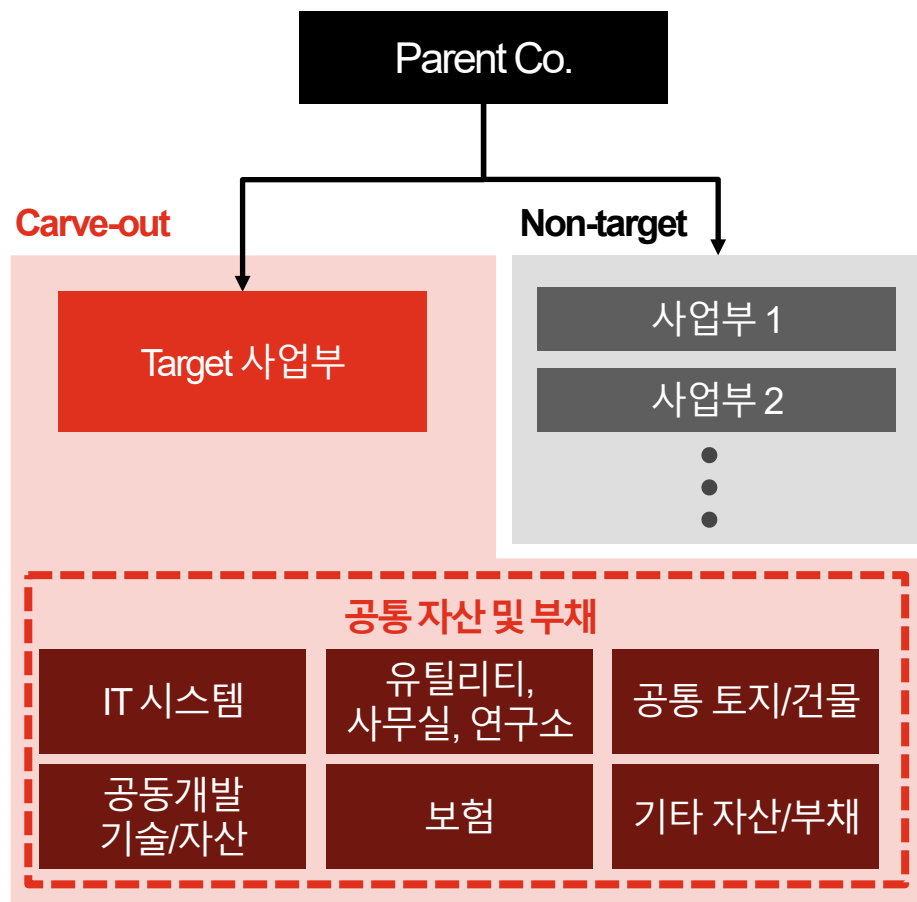 Parent Co.
Carve-out
Non-target
Target 사업부
사업부 1
사업부 2
공통 자산 및 부채
IT 시스템
유틸리티,
사무실, 연구소
공통 토지/건물
공동개발
기술/자산
보험
기타 자산/부채